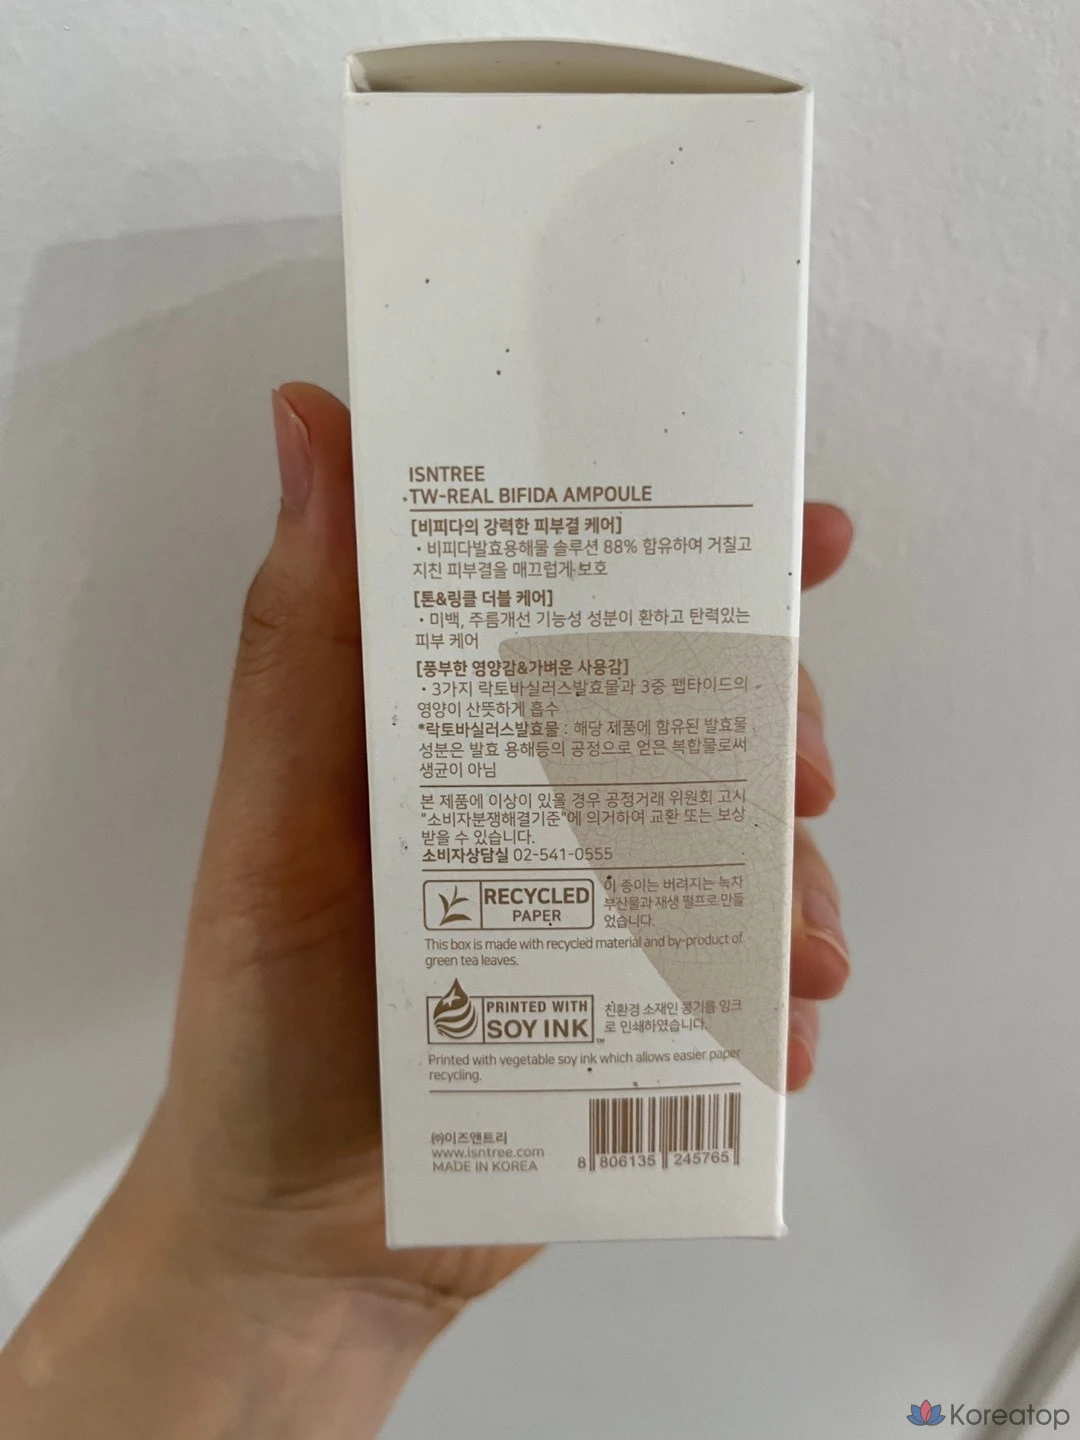 ISNTREE
TW-REAL BIFIDA AMPOULE
[비피다의 강력한 피부결 케어]
· 비피다발효용해물 솔루션 88% 함유하여 거칠고
지친 피부결을 매끄럽게 보호
[톤&링클 더블 케어]
· 미백, 주름개선 기능성 성분이 환하고 탄력있는
피부 케어
[풍부한 영양감&가벼운 사용감]
· 3가지 락토바실러스발효물과 3중 펩타이드의
영양이 산뜻하게 흡수
*락토바실러스발효물 : 해당 제품에 함유된 발효물
성분은 발효 용해등의 공정으로 얻은 복합물로써
생균이 아님
본 제품에 이상이 있을 경우 공정거래 위원회 고시
"소비자분쟁해결기준"에 의거하여 교환 또는 보상
받을 수 있습니다.
소비자상담실 02-541-0555
RECYCLED
PAPER
이 종이는 버려지는 녹차
부산물과 재생 펄프로 만들
었습니다.
This box is made with recycled material and by-product of
green tea leaves.
PRINTED WITH
SOY INK™
친환경 소재인 콩기름 잉크
로 인쇄하였습니다.
Printed with vegetable soy ink which allows easier paper
recycling.
㈜이즈앤트리
www.isntree.com
MADE IN KOREA
8 806135 245765
Koreatop